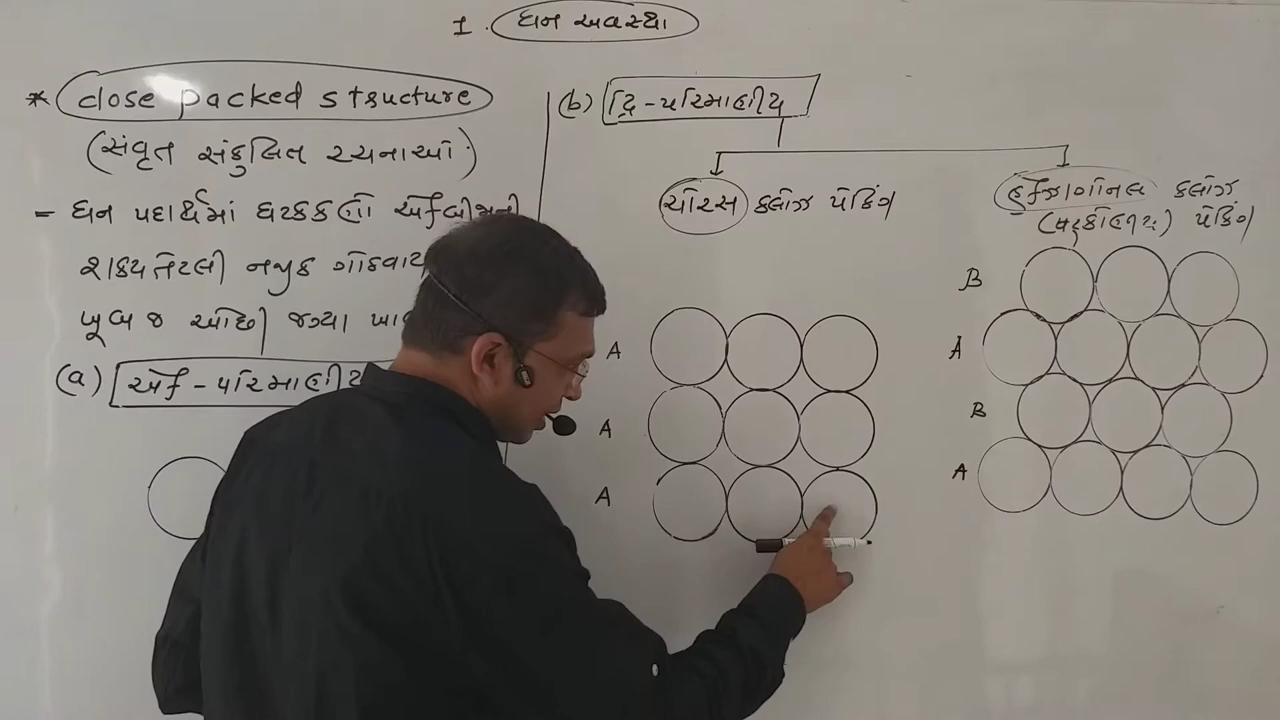 1. ઘન અવસ્થા
* close packed structure
(સંવૃત સંકુલિત રચનાઓ)
- ઘન પદાર્થમાં ઘટકકણો એકબીજાની
શક્ય તેટલી નજીક ગોઠવાય
ખૂબ જ ઓછી જગ્યા
(a) એક - પરિમાણીય
(b) દ્વિ - પરિમાણીય
ચોરસ ક્લોઝ પેકિંગ
A
A
A
હેક્ઝાગોનલ ક્લોઝ
(ષટ્કોણીય) પેકિંગ
B
A
B
A